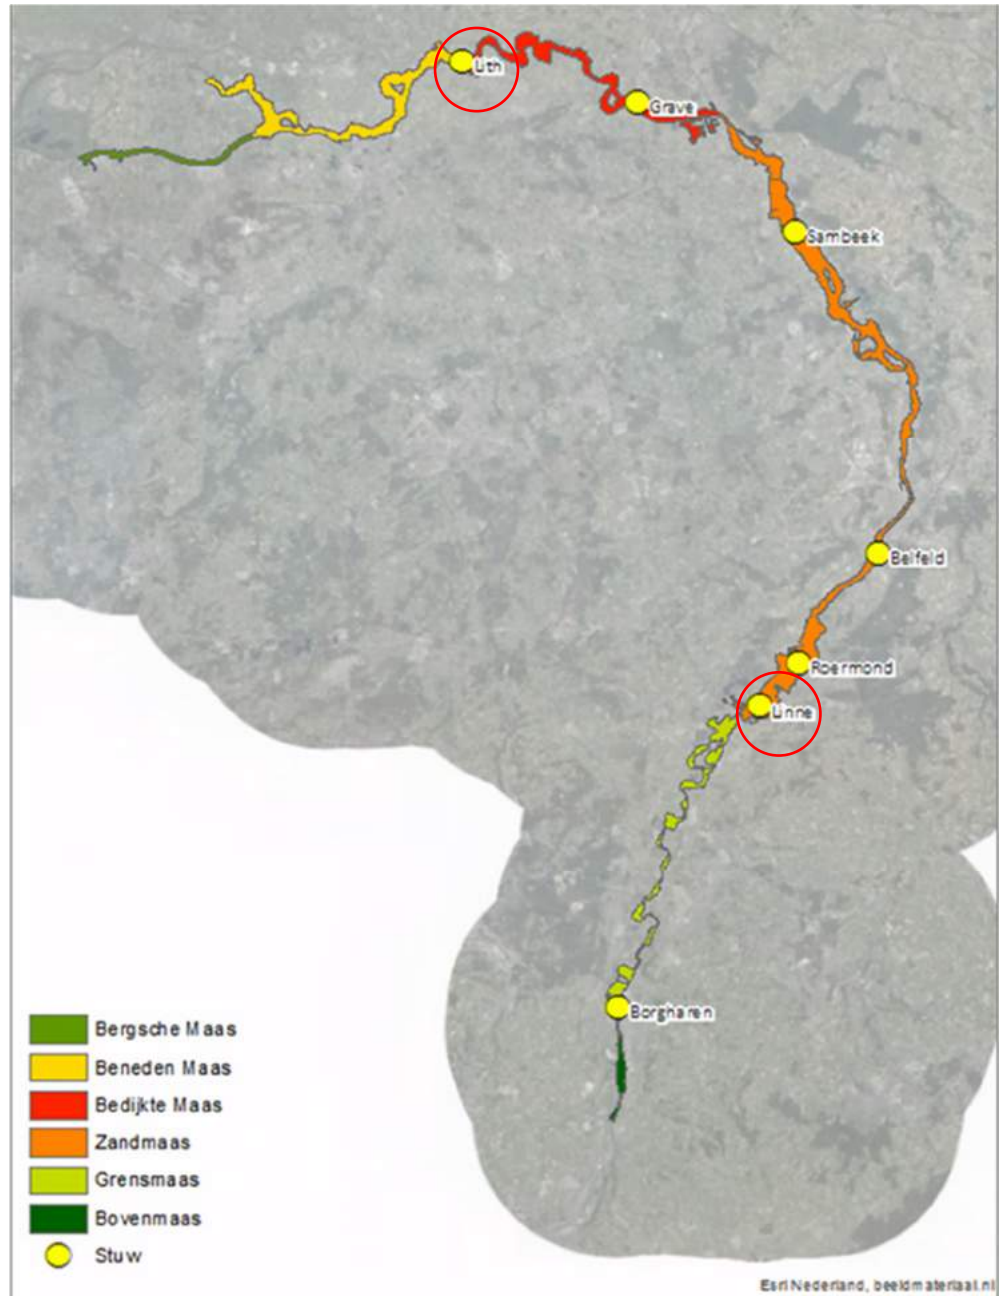 Lith
Grave
Sambeek
Belfeld
Roermond
Linne
Borgharen
Bergsche Maas
Beneden Maas
Bedijkte Maas
Zandmaas
Grensmaas
Bovenmaas
Stuw
Esri Nederland, beeldmateriaal.nl